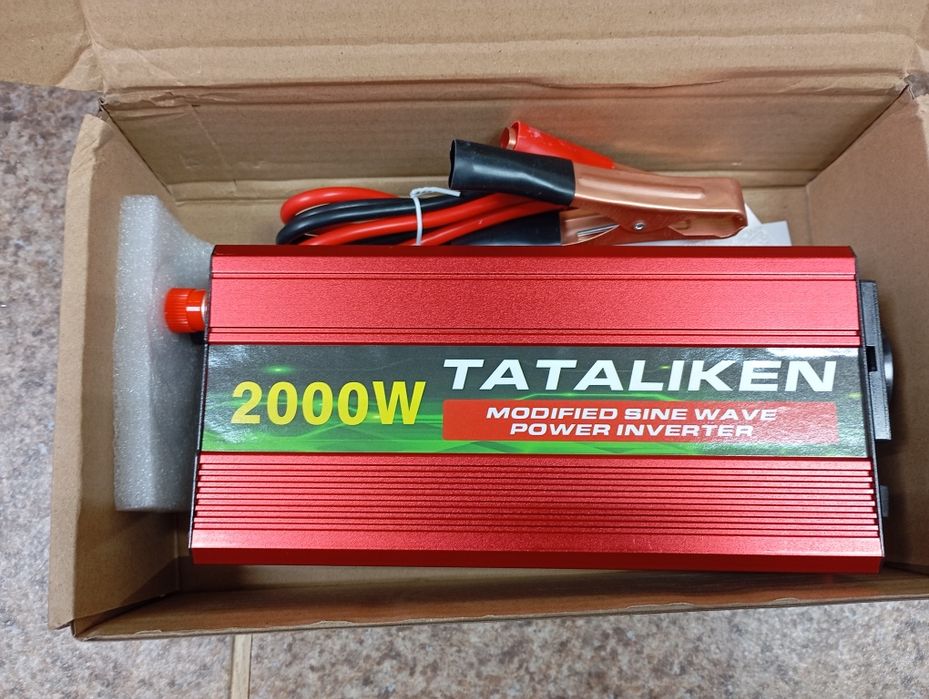 2000W
TATALIKEN
MODIFIED SINE WAVE
POWER INVERTER